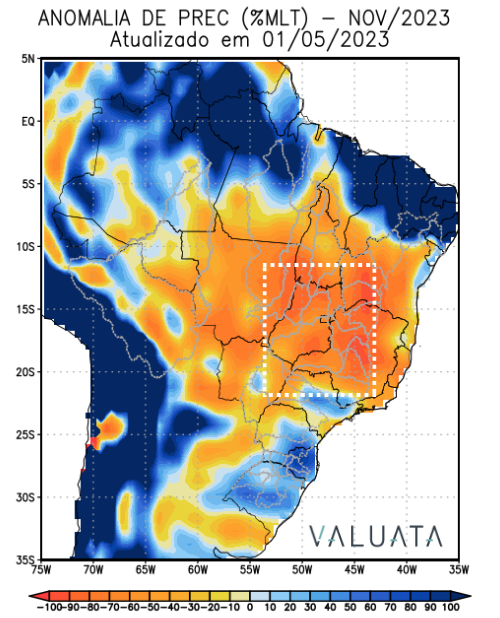 ANOMALIA DE PREC (%MLT) – NOV/2023
Atualizado em 01/05/2023
5N
EQ
5S
10S
15S
20S
25S
30S
35S
75W 70W 65W 60W 55W 50W 45W 40W 35W
VALUATA
-100 -90 -80 -70 -60 -50 -40 -30 -20 -10 0 10 20 30 40 50 60 70 80 90 100